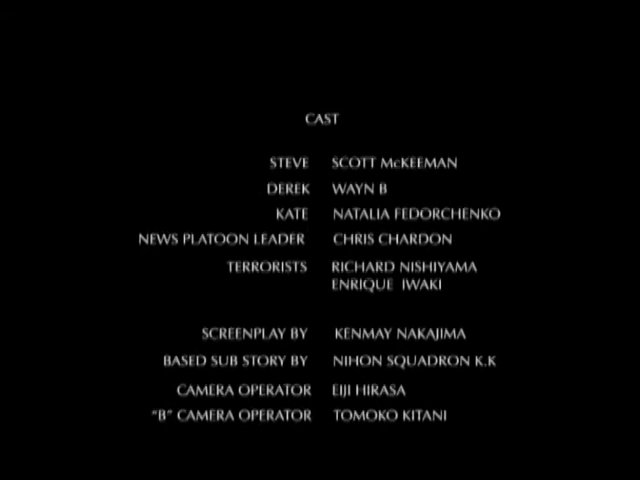 CAST
STEVE SCOTT McKEEMAN
DEREK WAYN B
KATE NATALIA FEDORCHENKO
NEWS PLATOON LEADER CHRIS CHARDON
TERRORISTS RICHARD NISHIYAMA
ENRIQUE IWAKI
SCREENPLAY BY KENMAY NAKAJIMA
BASED SUB STORY BY NIHON SQUADRON K.K
CAMERA OPERATOR EIJI HIRASA
"B" CAMERA OPERATOR TOMOKO KITANI